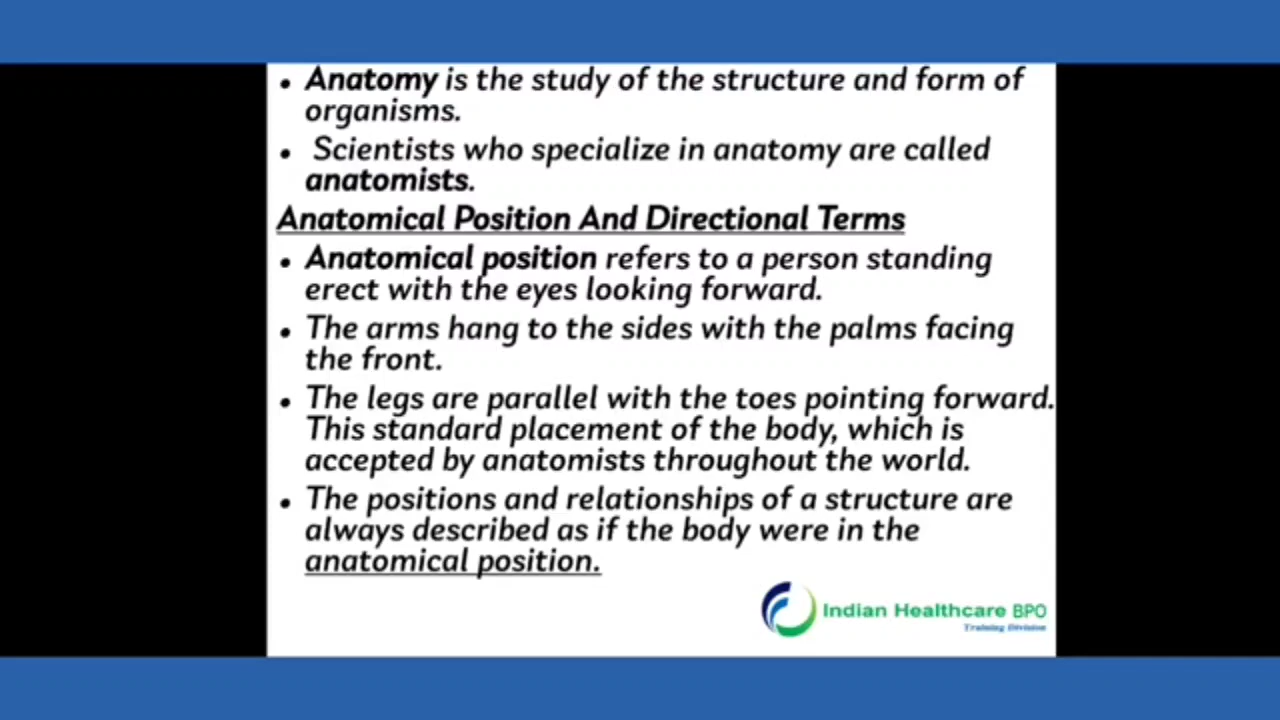 • Anatomy is the study of the structure and form of
organisms.
• Scientists who specialize in anatomy are called
anatomists.
Anatomical Position And Directional Terms
• Anatomical position refers to a person standing
erect with the eyes looking forward.
• The arms hang to the sides with the palms facing
the front.
• The legs are parallel with the toes pointing forward.
This standard placement of the body, which is
accepted by anatomists throughout the world.
• The positions and relationships of a structure are
always described as if the body were in the
anatomical position.
Indian Healthcare BPO
Training Division